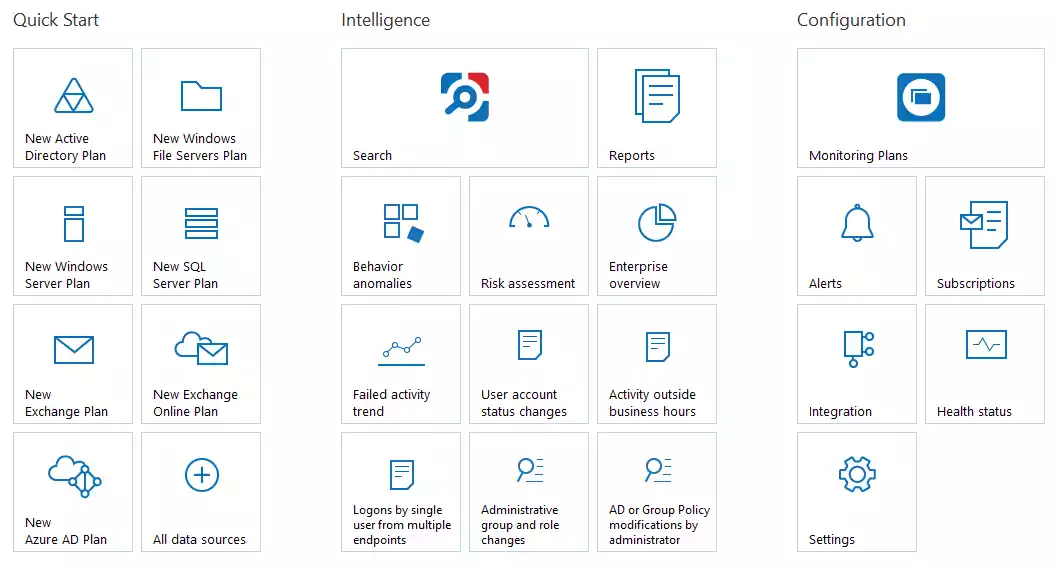 Quick Start
New Active
Directory Plan
New Windows
File Servers Plan
New Windows
Server Plan
New SQL
Server Plan
New
Exchange Plan
New Exchange
Online Plan
New
Azure AD Plan
All data sources
Intelligence
Search
Reports
Behavior
anomalies
Risk assessment
Enterprise
overview
Failed activity
trend
User account
status changes
Activity outside
business hours
Logons by single
user from multiple
endpoints
Administrative
group and role
changes
AD or Group Policy
modifications by
administrator
Configuration
Monitoring Plans
Alerts
Subscriptions
Integration
Health status
Settings